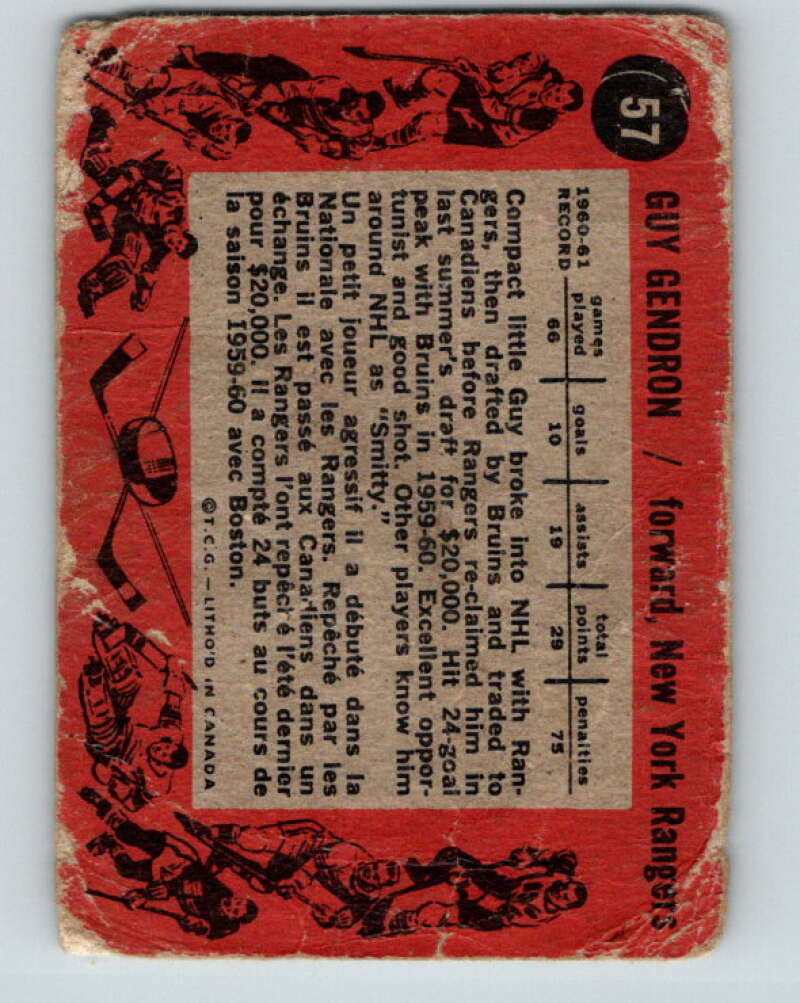 57
GUY GENDRON / forward, New York Rangers
1960-61 RECORD
games played goals assists total points penalties
66 10 19 29 75
Compact little Guy broke into NHL with Ran-
gers, then drafted by Bruins and traded to
Canadiens before Rangers re-claimed him in
last summer's draft for $20,000. Hit 24-goal
peak with Bruins in 1959-60. Excellent oppor-
tunist and good shot. Other players know him
around NHL as "Smitty."
Un petit joueur agressif il a débuté dans la
Nationale avec les Rangers. Repêché par les
Bruins il est passé aux Canadiens dans un
échange. Les Rangers l'ont repêché l'été dernier
pour $20,000. Il a compté 24 buts au cours de
la saison 1959-60 avec Boston.
©T.C.G.—LITHO'D IN CANADA